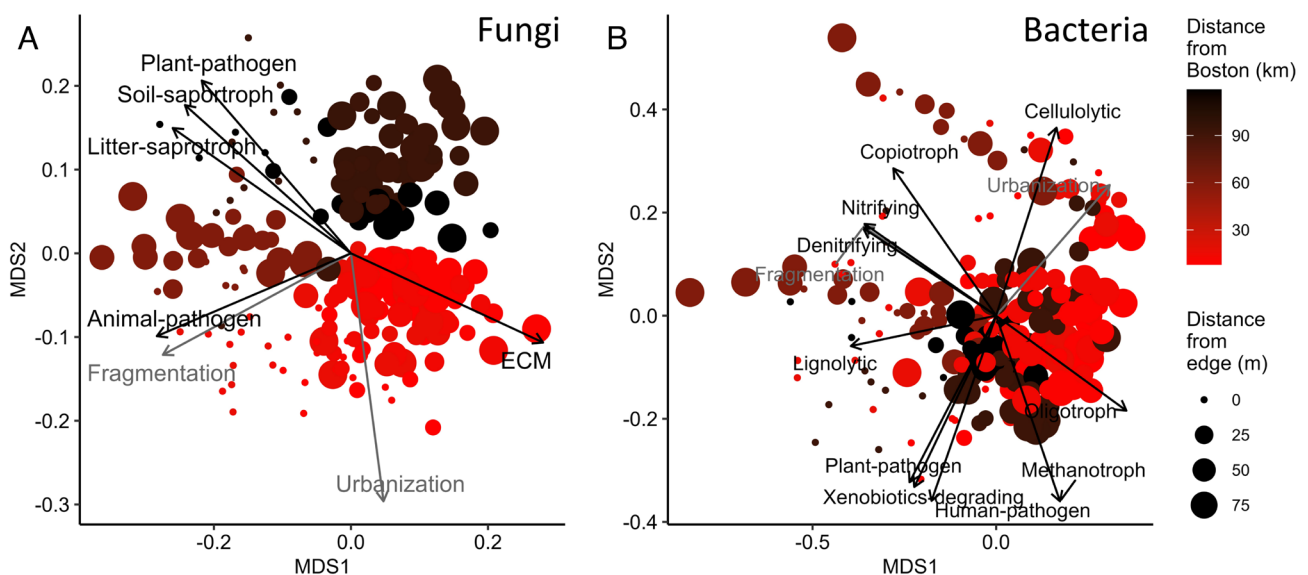 A
Fungi
Plant-pathogen
Soil-saportroph
Litter-saprotroph
Animal-pathogen
Fragmentation
Urbanization
ECM
MDS2
0.2
0.1
0.0
-0.1
-0.2
-0.3
-0.2
0.0
0.2
MDS1
B
Bacteria
Cellulolytic
Copiotroph
Urbanization
Nitrifying
Denitrifying
Fragmentation
Lignolytic
Oligotroph
Plant-pathogen
Methanotroph
Xenobiotics-degrading
Human-pathogen
MDS2
0.4
0.2
0.0
-0.2
-0.4
-0.5
0.0
MDS1
Distance
from
Boston (km)
90
60
30
Distance
from
edge (m)
0
25
50
75